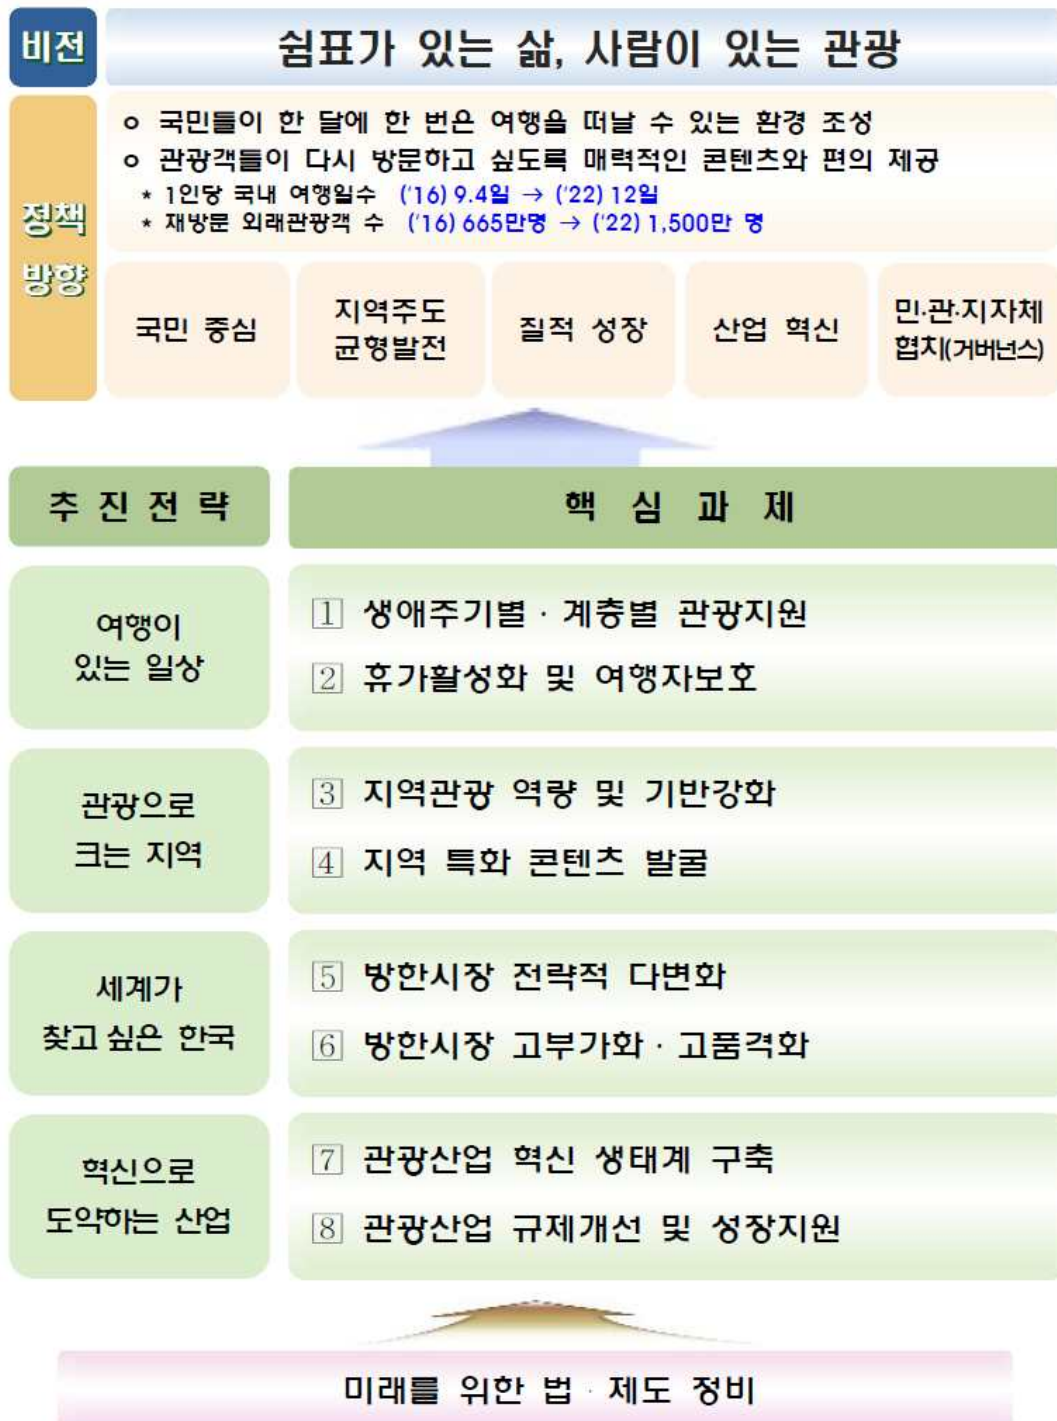 비전
쉼표가 있는 삶, 사람이 있는 관광
정책
방향
ㅇ 국민들이 한 달에 한 번은 여행을 떠날 수 있는 환경 조성
ㅇ 관광객들이 다시 방문하고 싶도록 매력적인 콘텐츠와 편의 제공
* 1인당 국내 여행일수 ('16) 9.4일 → ('22) 12일
* 재방문 외래관광객 수 ('16) 665만명 → ('22) 1,500만 명
국민 중심
지역주도
균형발전
질적 성장
산업 혁신
민·관·지자체
협치(거버넌스)
추 진 전 략
핵 심 과 제
여행이
있는 일상
1 생애주기별·계층별 관광지원
2 휴가활성화 및 여행자보호
관광으로
크는 지역
3 지역관광 역량 및 기반강화
4 지역 특화 콘텐츠 발굴
세계가
찾고 싶은 한국
5 방한시장 전략적 다변화
6 방한시장 고부가화·고품격화
혁신으로
도약하는 산업
7 관광산업 혁신 생태계 구축
8 관광산업 규제개선 및 성장지원
미래를 위한 법·제도 정비